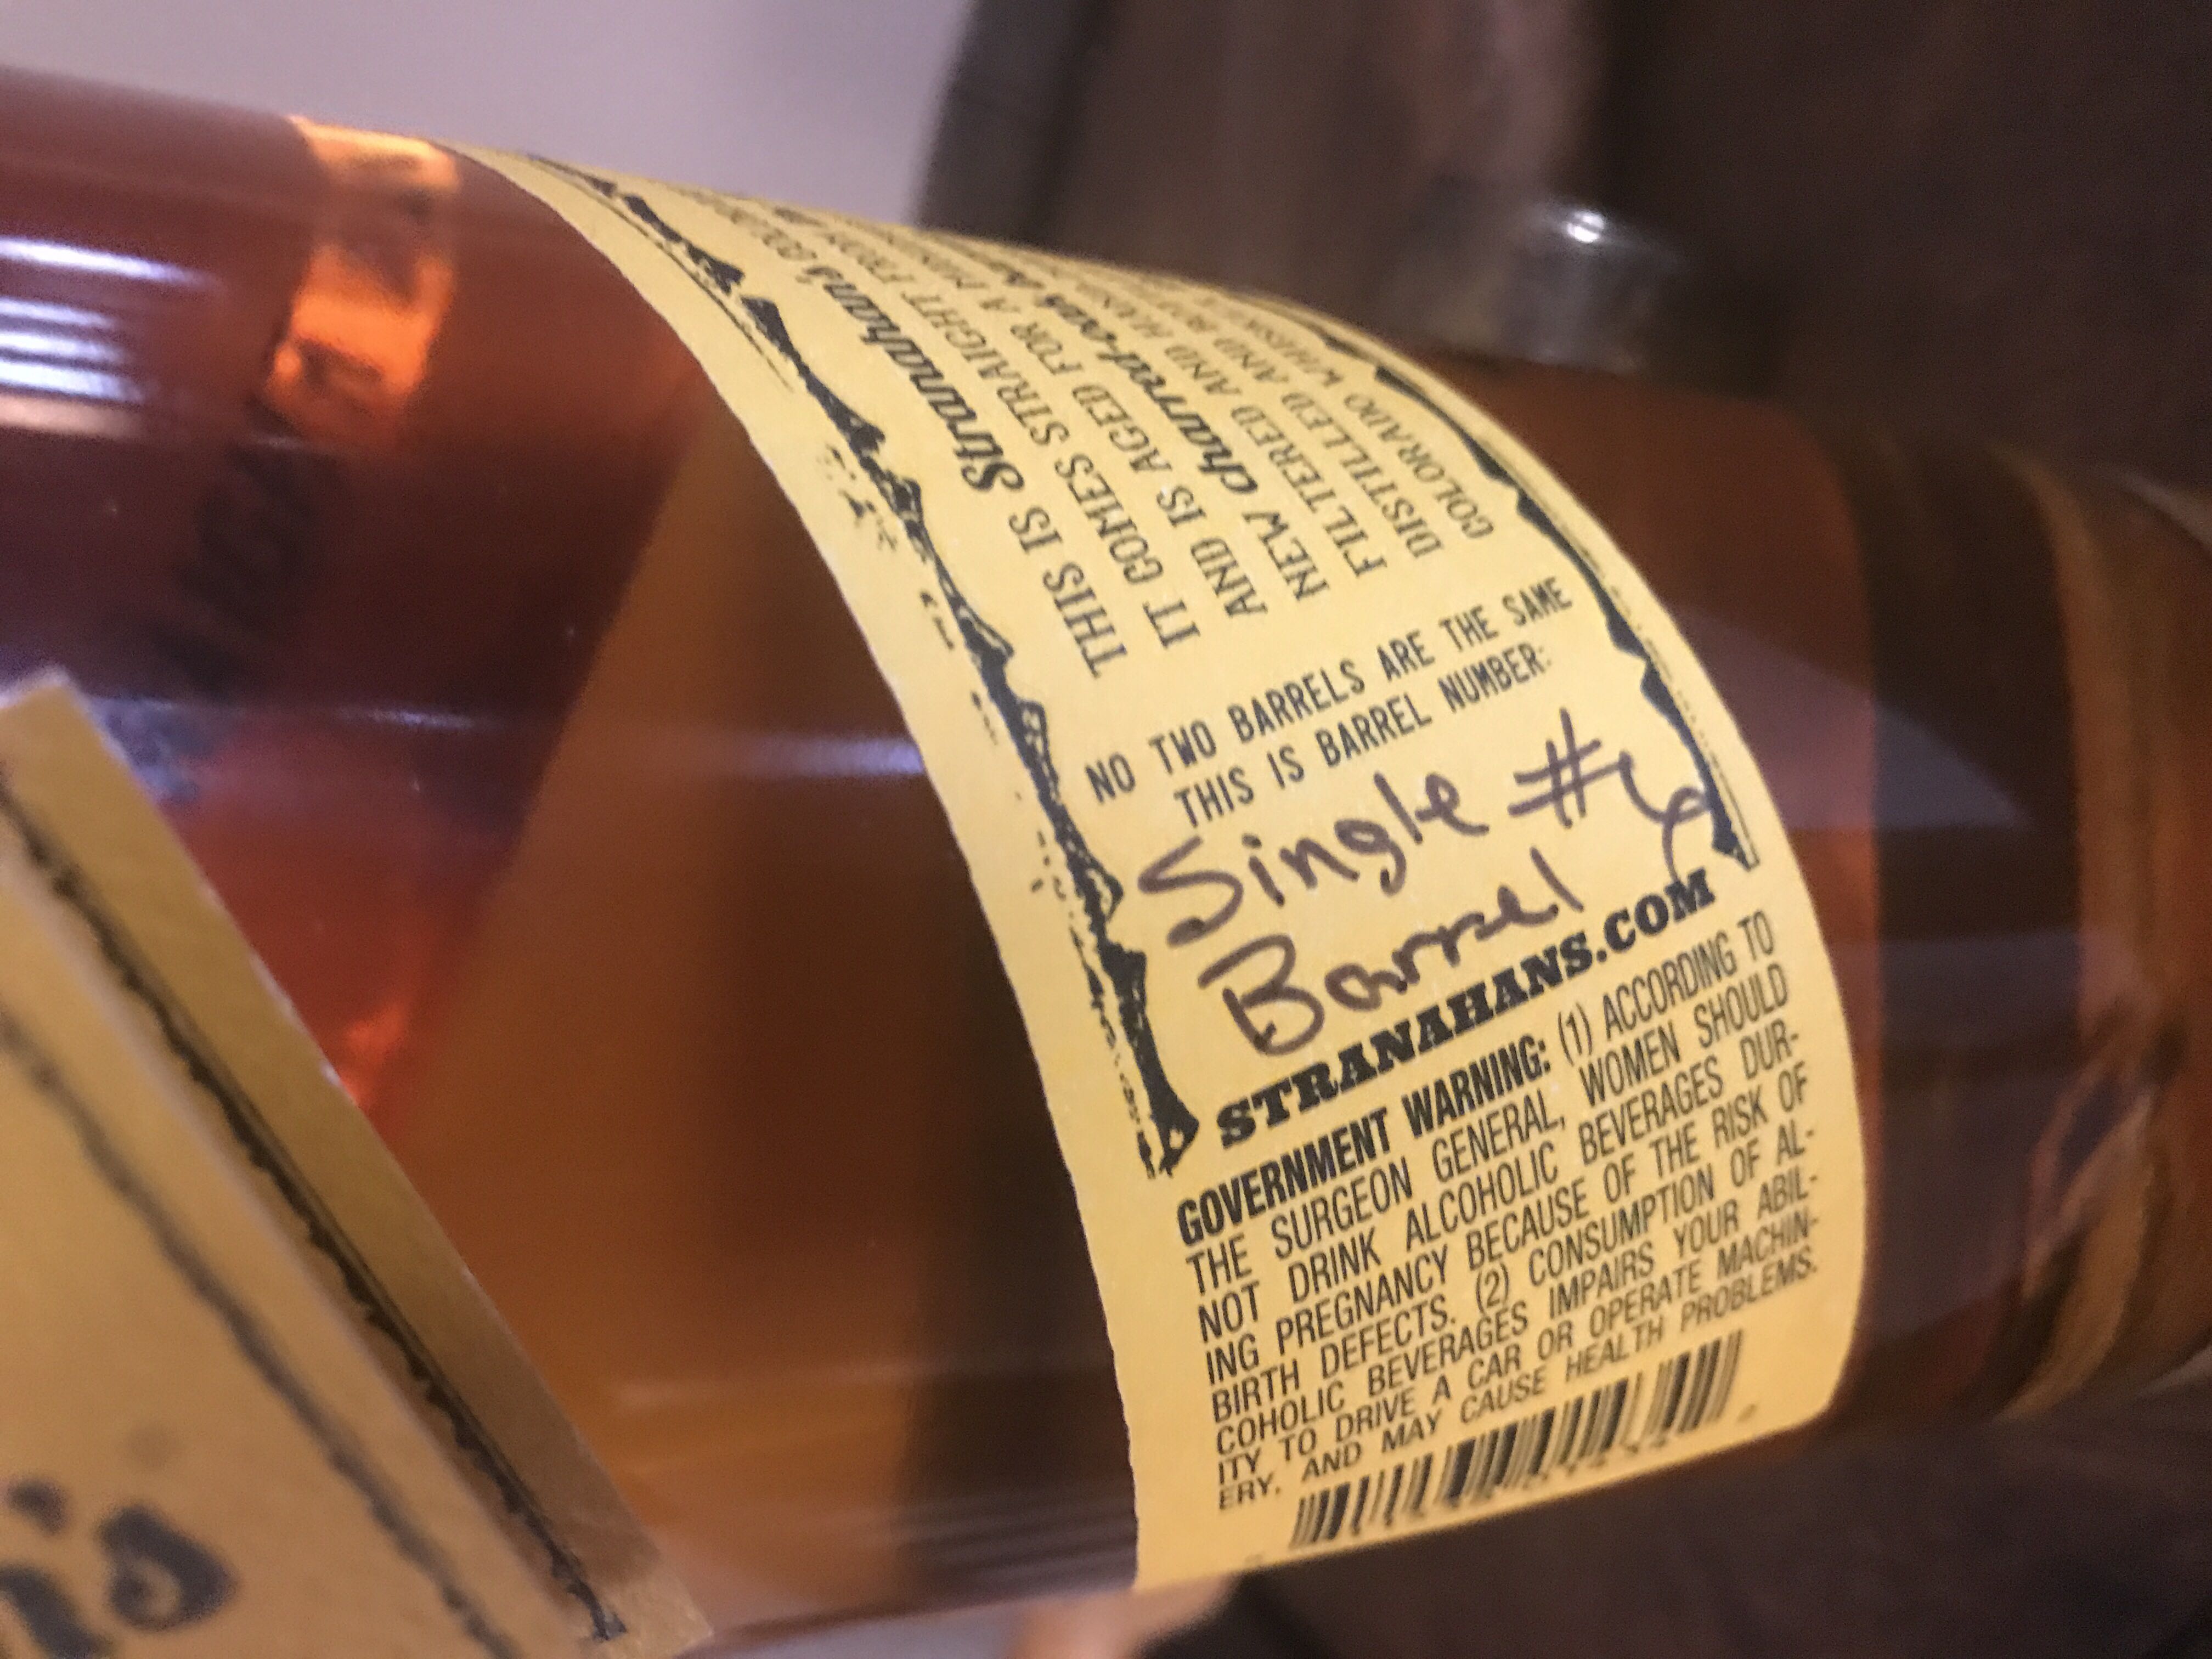 THIS IS Stranahan's
IT COMES STRAIGHT FROM
AND IS AGED FOR A
NEW charred-oak
FILTERED AND
DISTILLED AND
COLORADO
NO TWO BARRELS ARE THE SAME
THIS IS BARREL NUMBER:
Single #6
Barrel
STRANAHANS.COM
GOVERNMENT WARNING: (1) ACCORDING TO
THE SURGEON GENERAL, WOMEN SHOULD
NOT DRINK ALCOHOLIC BEVERAGES DUR-
ING PREGNANCY BECAUSE OF THE RISK OF
BIRTH DEFECTS. (2) CONSUMPTION OF AL-
COHOLIC BEVERAGES IMPAIRS YOUR ABIL-
ITY TO DRIVE A CAR OR OPERATE MACHIN-
ERY, AND MAY CAUSE HEALTH PROBLEMS.